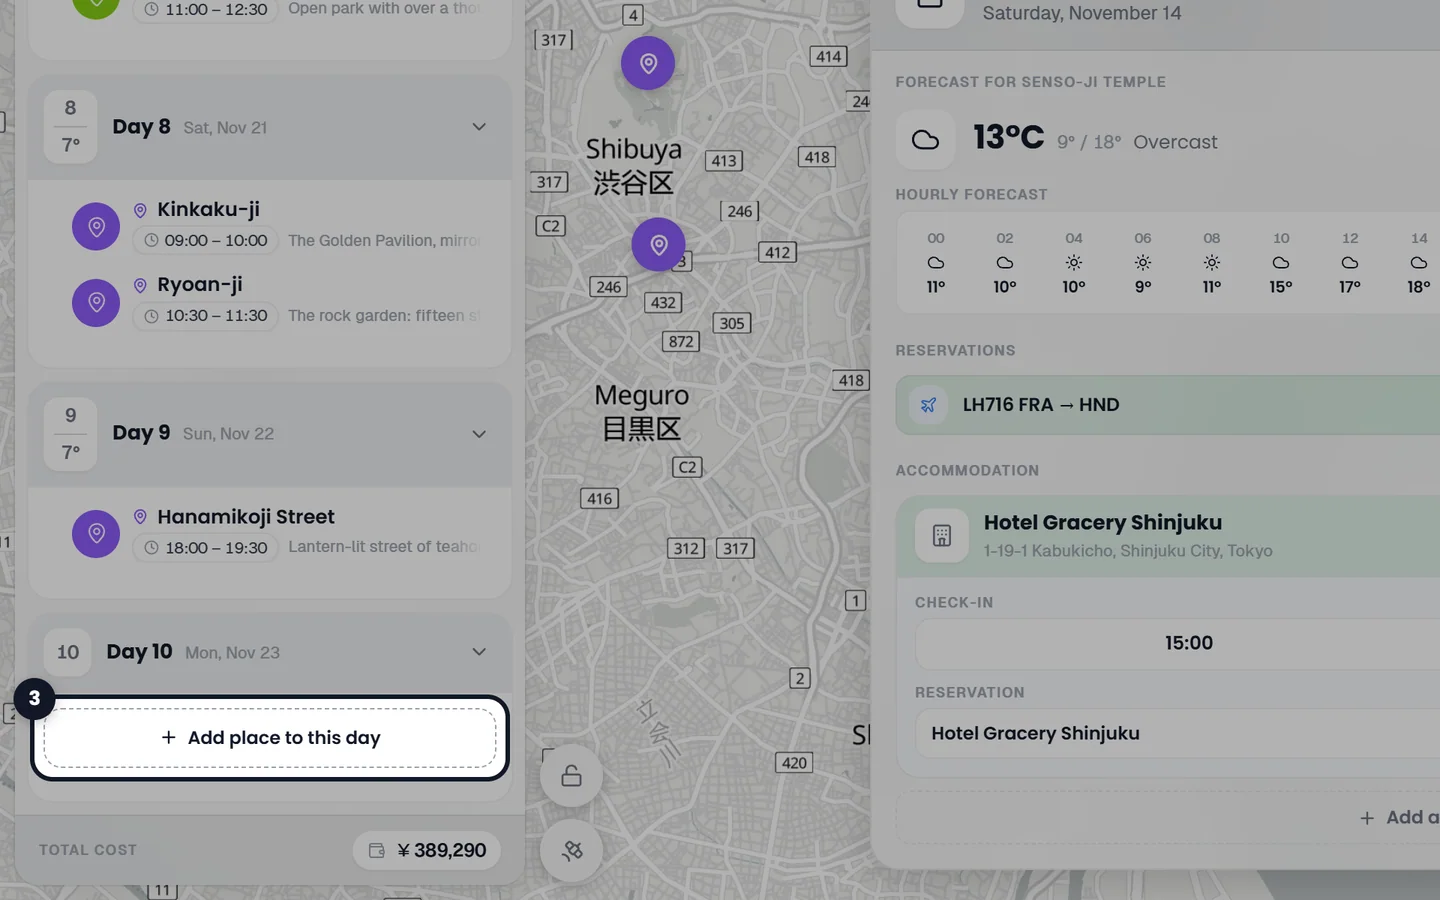 11:00 – 12:30
Open park with over a tho
8
7°
Day 8
Sat, Nov 21
Kinkaku-ji
09:00 – 10:00
The Golden Pavilion, mirro
Ryoan-ji
10:30 – 11:30
The rock garden: fifteen s
9
7°
Day 9
Sun, Nov 22
Hanamikoji Street
18:00 – 19:30
Lantern-lit street of teaho
10
Day 10
Mon, Nov 23
3
+ Add place to this day
TOTAL COST
¥ 389,290
4
317
414
24
Shibuya
渋谷区
413
418
317
C2
246
3
412
246
432
305
872
418
Meguro
目黒区
C2
416
312
317
1
2
420
11
11
Saturday, November 14
FORECAST FOR SENSO-JI TEMPLE
13°C
9° / 18°
Overcast
HOURLY FORECAST
00
02
04
06
08
10
12
14
11°
10°
10°
9°
11°
15°
17°
18°
RESERVATIONS
LH716 FRA → HND
ACCOMMODATION
Hotel Gracery Shinjuku
1-19-1 Kabukicho, Shinjuku City, Tokyo
CHECK-IN
15:00
RESERVATION
Hotel Gracery Shinjuku
+ Add a